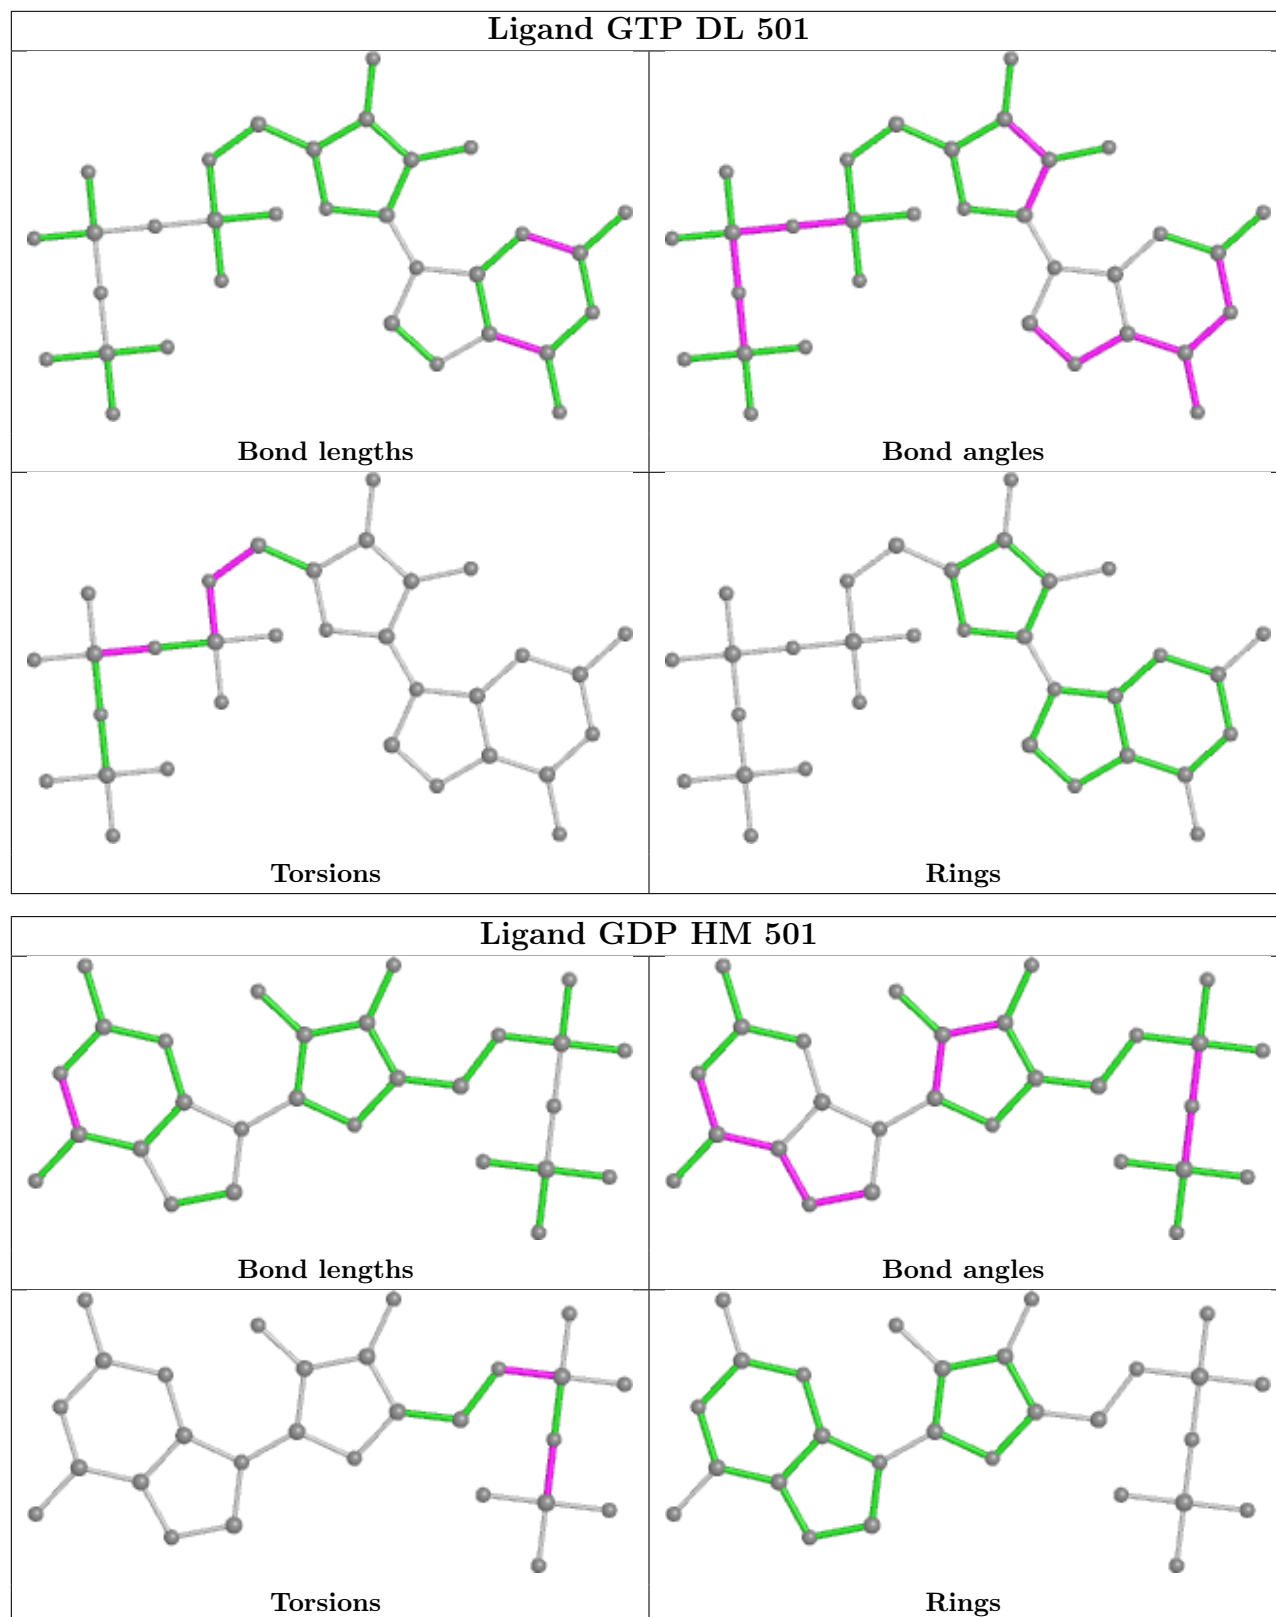 Ligand GTP DL 501
Bond lengths
Bond angles
Torsions
Rings
Ligand GDP HM 501
Bond lengths
Bond angles
Torsions
Rings